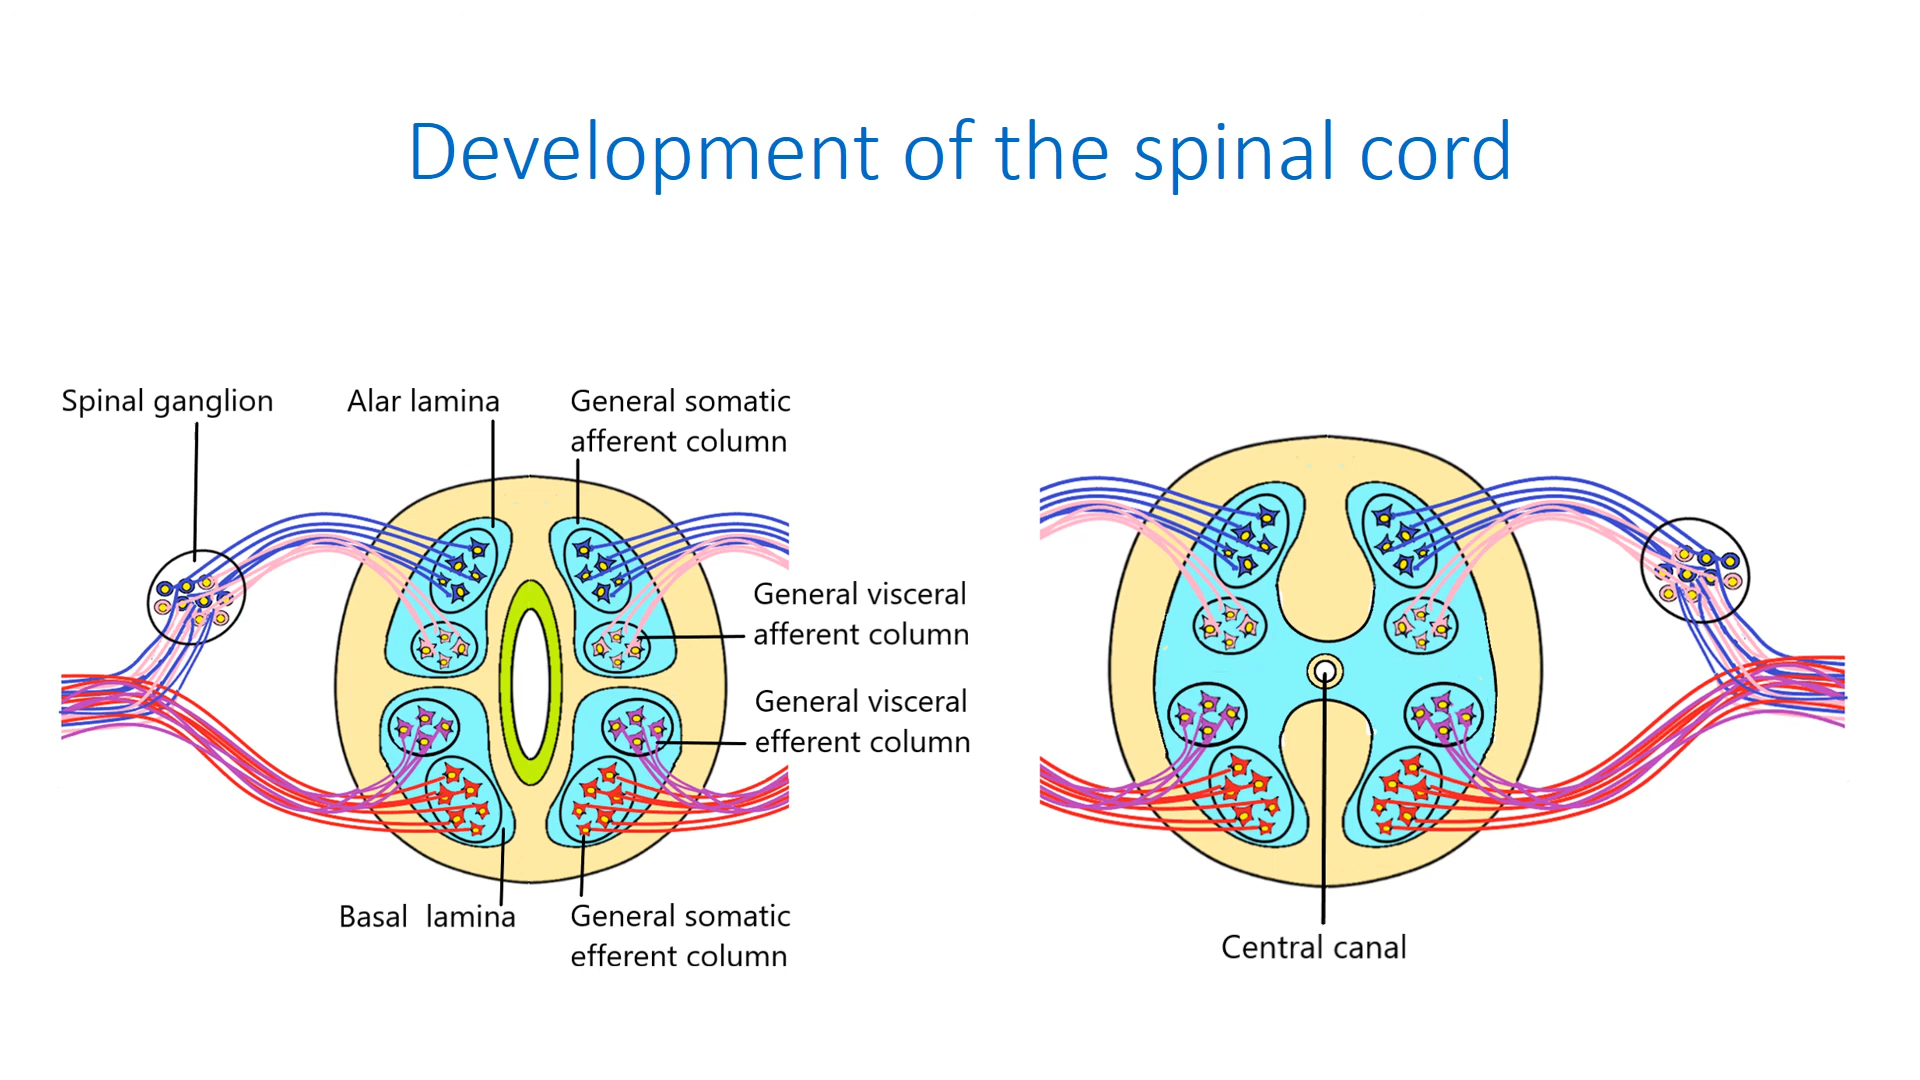 Development of the spinal cord
Spinal ganglion
Alar lamina
General somatic
afferent column
General visceral
afferent column
General visceral
efferent column
Basal lamina
General somatic
efferent column
Central canal